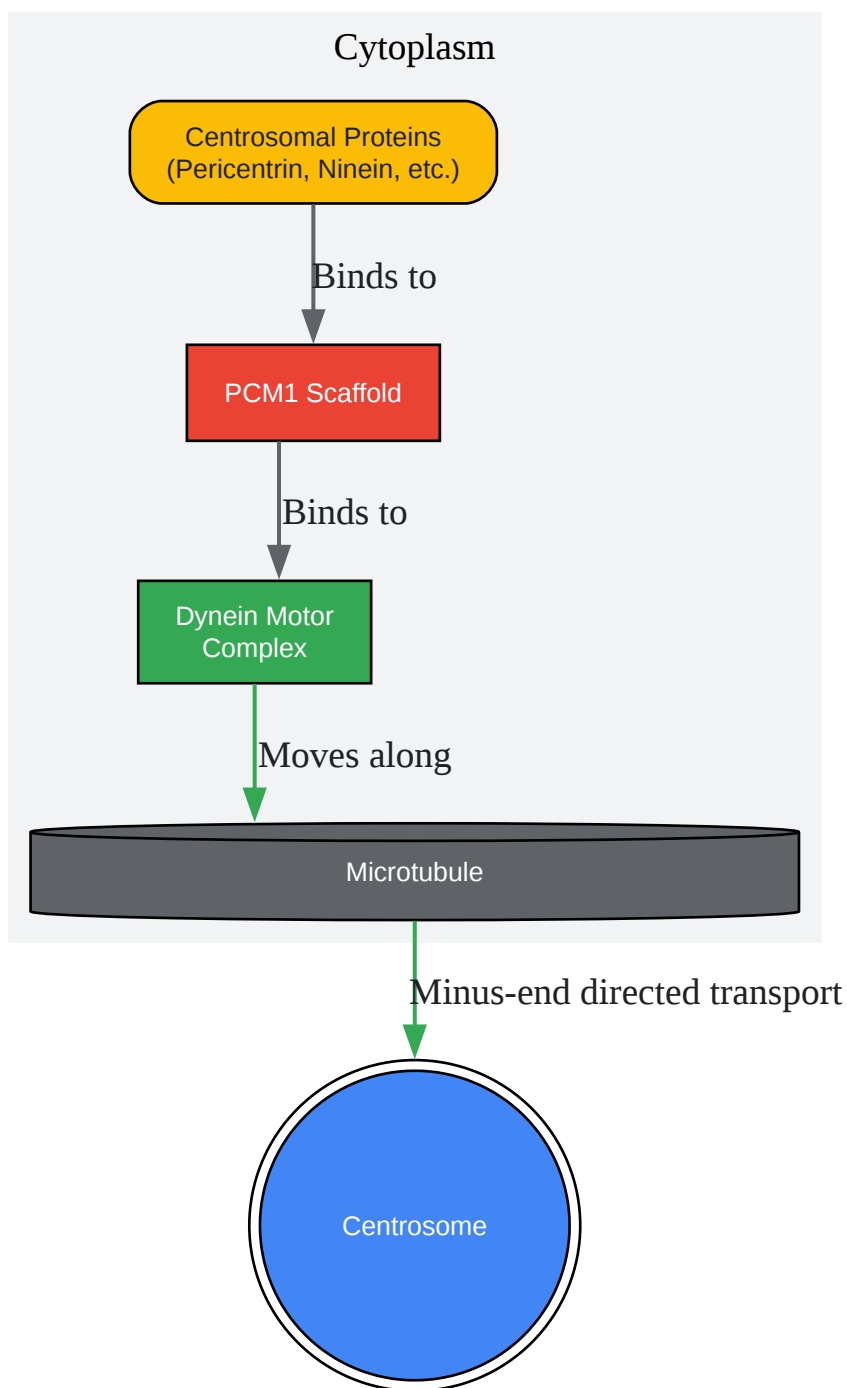 Cytoplasm
Centrosomal Proteins
(Pericentrin, Ninein, etc.)
Binds to
PCM1 Scaffold
Binds to
Dynein Motor
Complex
Moves along
Microtubule
Minus-end directed transport
Centrosome